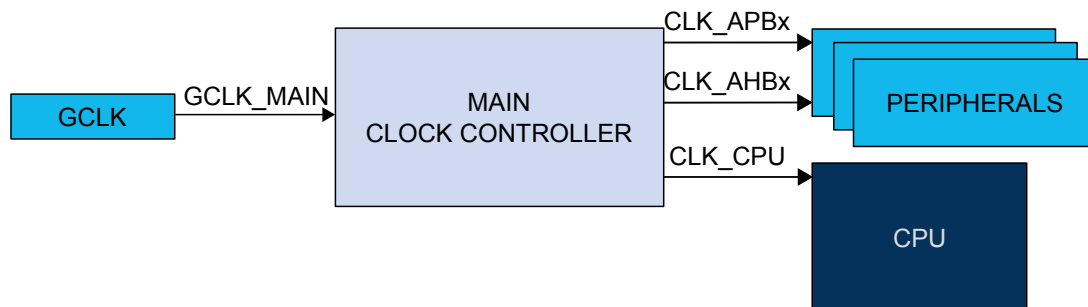 CLK_APBx
GCLK_MAIN
CLK_AHBx
GCLK
MAIN
CLOCK CONTROLLER
PERIPHERALS
CLK_CPU
CPU